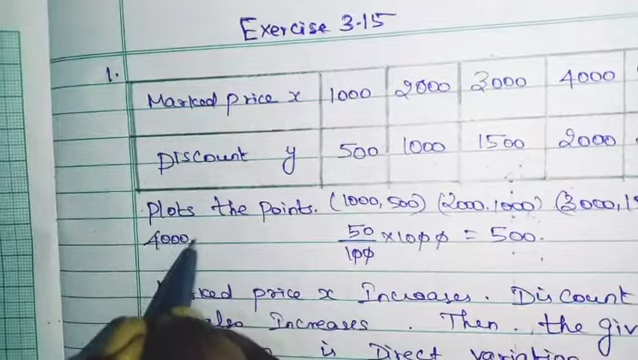 Exercise 3.15
1.
Marked price x 1000 2000 3000 4000
Discount y 500 1000 1500 2000
Plots the points. (1000,500) (2000,1000) (3000,1
4000, 50/100 × 1000 = 500.
price x Increases. Discount
also Increases. Then, the giv
is Direct variation